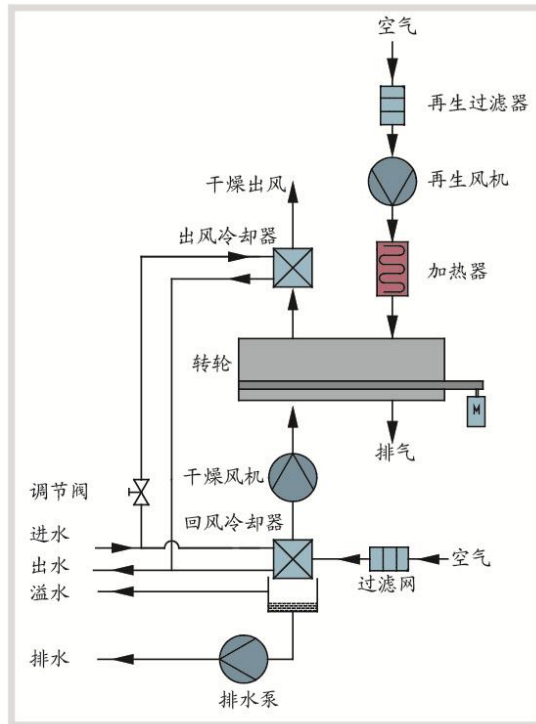 空气
再生过滤器
再生风机
干燥出风
出风冷却器
加热器
转轮
M
排气
干燥风机
调节阀
回风冷却器
进水
出水
空气
过滤网
溢水
排水
排水泵